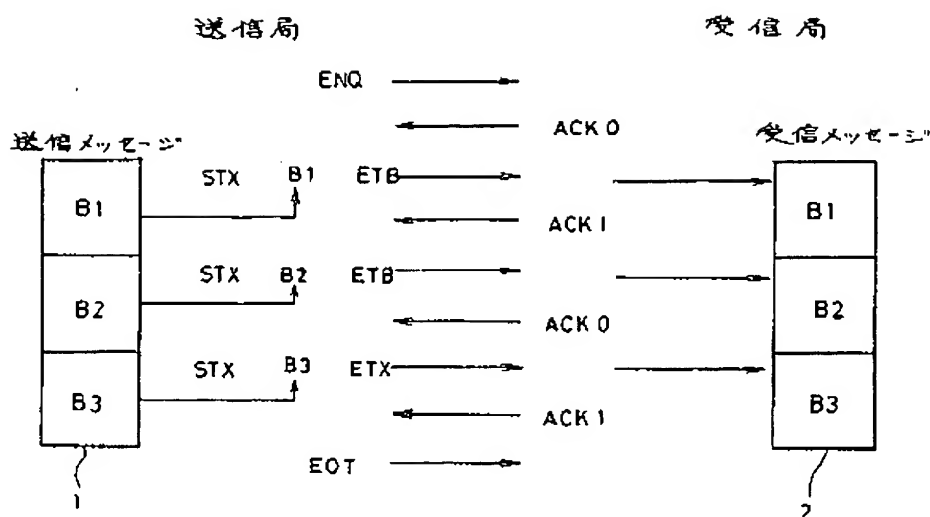 送信局 受信局
ENQ
ACK 0
送信メッセージ 受信メッセージ
STX B1 ETB
B1 B1
ACK 1
STX B2 ETB
B2 B2
ACK 0
STX B3 ETX
B3 B3
ACK 1
EOT
1 2